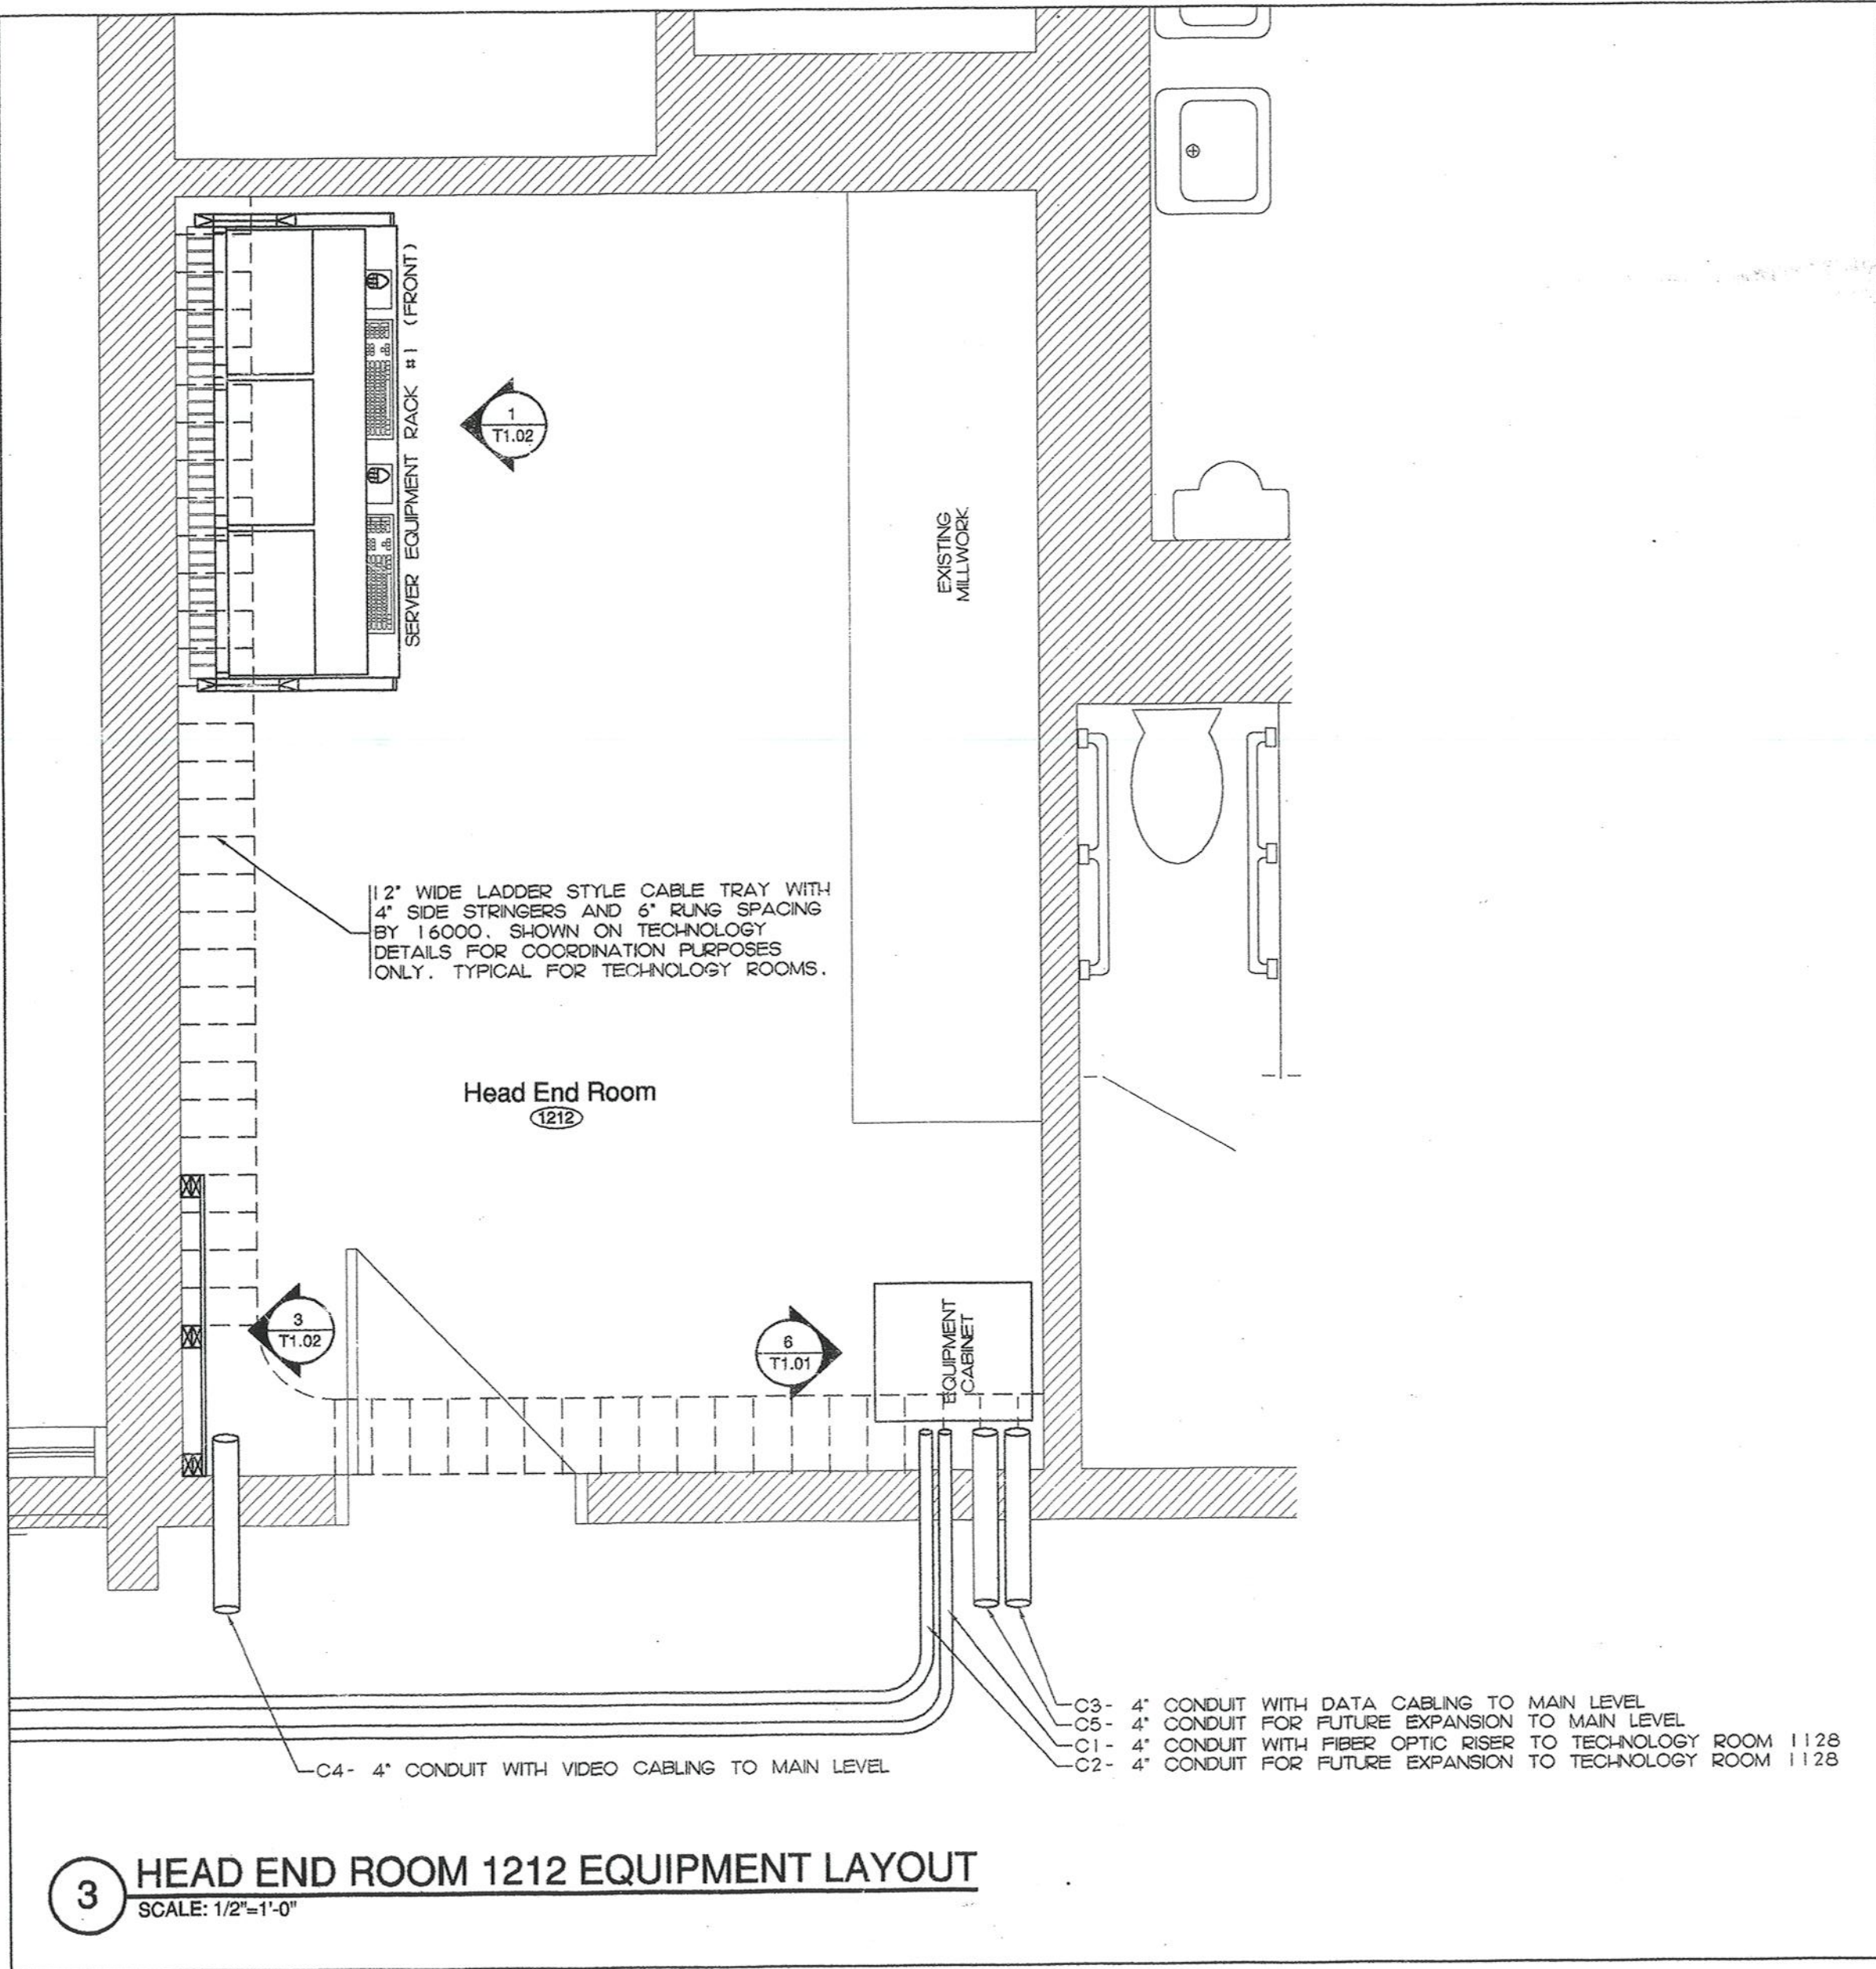 SERVER EQUIPMENT RACK #1 (FRONT)
1
T1.02
EXISTING
MILLWORK
12" WIDE LADDER STYLE CABLE TRAY WITH
4" SIDE STRINGERS AND 6" RUNG SPACING
BY 16000. SHOWN ON TECHNOLOGY
DETAILS FOR COORDINATION PURPOSES
ONLY. TYPICAL FOR TECHNOLOGY ROOMS.
Head End Room
1212
3
T1.02
6
T1.01
EQUIPMENT
CABINET
C3- 4" CONDUIT WITH DATA CABLING TO MAIN LEVEL
C5- 4" CONDUIT FOR FUTURE EXPANSION TO MAIN LEVEL
C1- 4" CONDUIT WITH FIBER OPTIC RISER TO TECHNOLOGY ROOM 1128
C2- 4" CONDUIT FOR FUTURE EXPANSION TO TECHNOLOGY ROOM 1128
C4- 4" CONDUIT WITH VIDEO CABLING TO MAIN LEVEL
3
HEAD END ROOM 1212 EQUIPMENT LAYOUT
SCALE: 1/2"=1'-0"